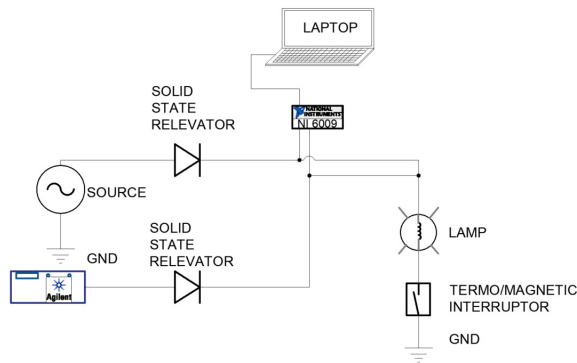 LAPTOP
SOLID
STATE
RELEVATOR
NATIONAL
INSTRUMENTS
NI 6009
SOURCE
GND
SOLID
STATE
RELEVATOR
LAMP
Agilent
TERMO/MAGNETIC
INTERRUPTOR
GND